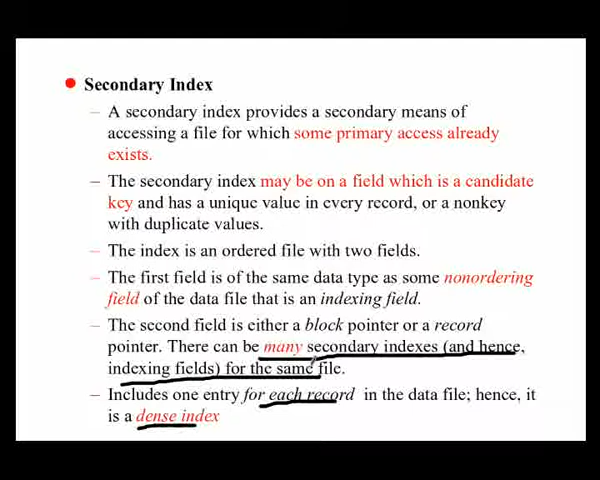 Secondary Index
– A secondary index provides a secondary means of
accessing a file for which some primary access already
exists.
– The secondary index may be on a field which is a candidate
key and has a unique value in every record, or a nonkey
with duplicate values.
– The index is an ordered file with two fields.
– The first field is of the same data type as some nonordering
field of the data file that is an indexing field.
– The second field is either a block pointer or a record
pointer. There can be many secondary indexes (and hence,
indexing fields) for the same file.
– Includes one entry for each record in the data file; hence, it
is a dense index